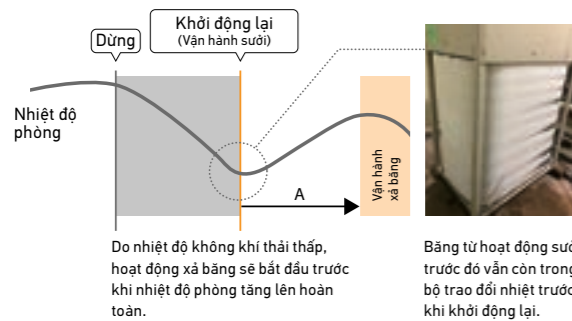 Khởi động lại
(Vận hành sưởi)
Dừng
Nhiệt độ
phòng
A
Vận hành
xả băng
Do nhiệt độ không khí thải thấp,
hoạt động xả băng sẽ bắt đầu trước
khi nhiệt độ phòng tăng lên hoàn
toàn.
Băng từ hoạt động sưở
trước đó vẫn còn trong
bộ trao đổi nhiệt trước
khi khởi động lại.